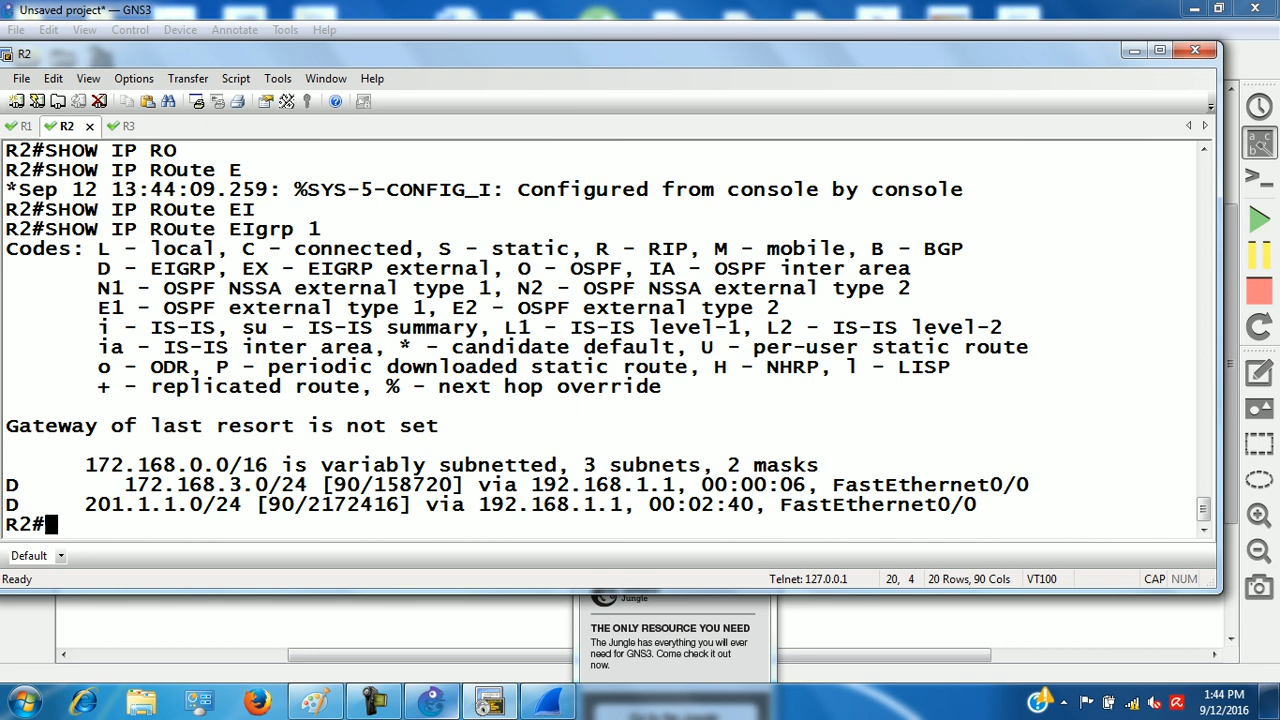 Unsaved project* — GNS3
File Edit View Control Device Annotate Tools Help
R2
File Edit View Options Transfer Script Tools Window Help
R1 R2 R3
R2#SHOW IP RO
R2#SHOW IP ROute E
*Sep 12 13:44:09.259: %SYS-5-CONFIG_I: Configured from console by console
R2#SHOW IP ROute EI
R2#SHOW IP ROute EIgrp 1
Codes: L - local, C - connected, S - static, R - RIP, M - mobile, B - BGP
D - EIGRP, EX - EIGRP external, O - OSPF, IA - OSPF inter area
N1 - OSPF NSSA external type 1, N2 - OSPF NSSA external type 2
E1 - OSPF external type 1, E2 - OSPF external type 2
i - IS-IS, su - IS-IS summary, L1 - IS-IS level-1, L2 - IS-IS level-2
ia - IS-IS inter area, * - candidate default, U - per-user static route
o - ODR, P - periodic downloaded static route, H - NHRP, l - LISP
+ - replicated route, % - next hop override
Gateway of last resort is not set
172.168.0.0/16 is variably subnetted, 3 subnets, 2 masks
D 172.168.3.0/24 [90/158720] via 192.168.1.1, 00:00:06, FastEthernet0/0
D 201.1.1.0/24 [90/2172416] via 192.168.1.1, 00:02:40, FastEthernet0/0
R2#
Default
Ready Telnet: 127.0.0.1 20, 4 20 Rows, 90 Cols VT100 CAP NUM
Jungle
THE ONLY RESOURCE YOU NEED
The Jungle has everything you will ever
need for GNS3. Come check it out
now.
1:44 PM
9/12/2016